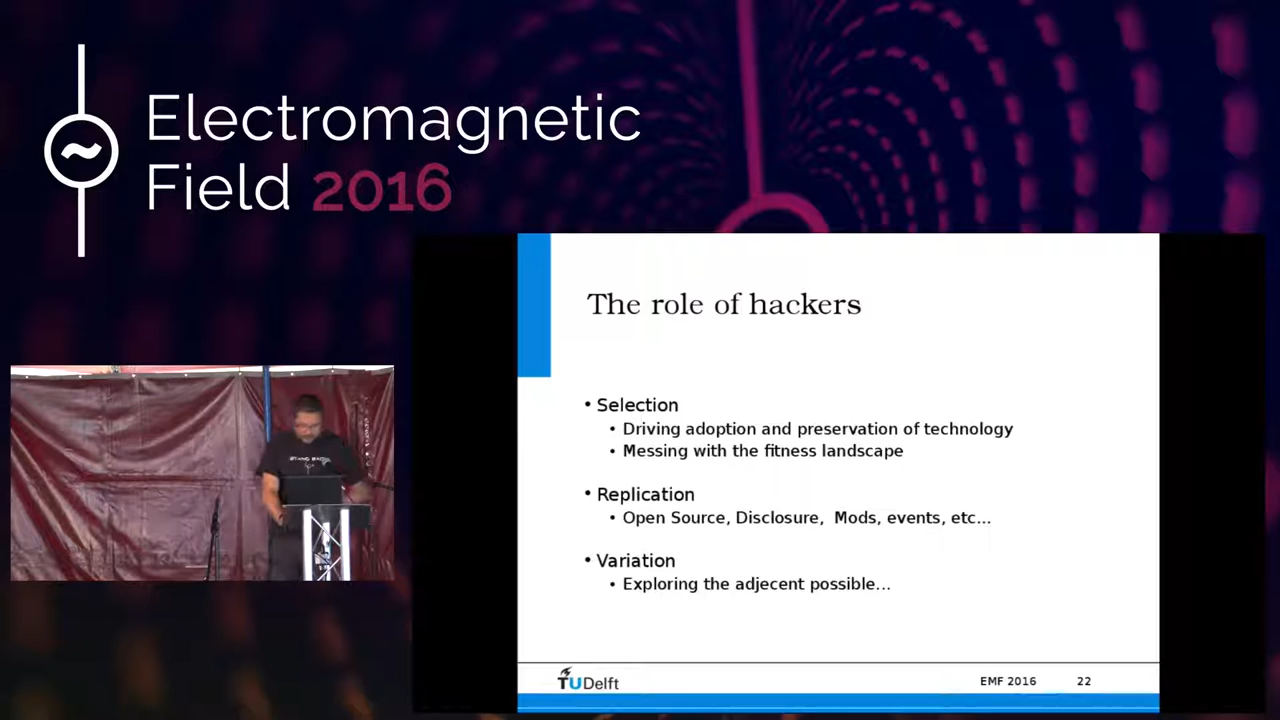 Electromagnetic
Field 2016
The role of hackers
• Selection
• Driving adoption and preservation of technology
• Messing with the fitness landscape
• Replication
• Open Source, Disclosure,  Mods, events, etc...
• Variation
• Exploring the adjecent possible...
TUDelft
EMF 2016
22